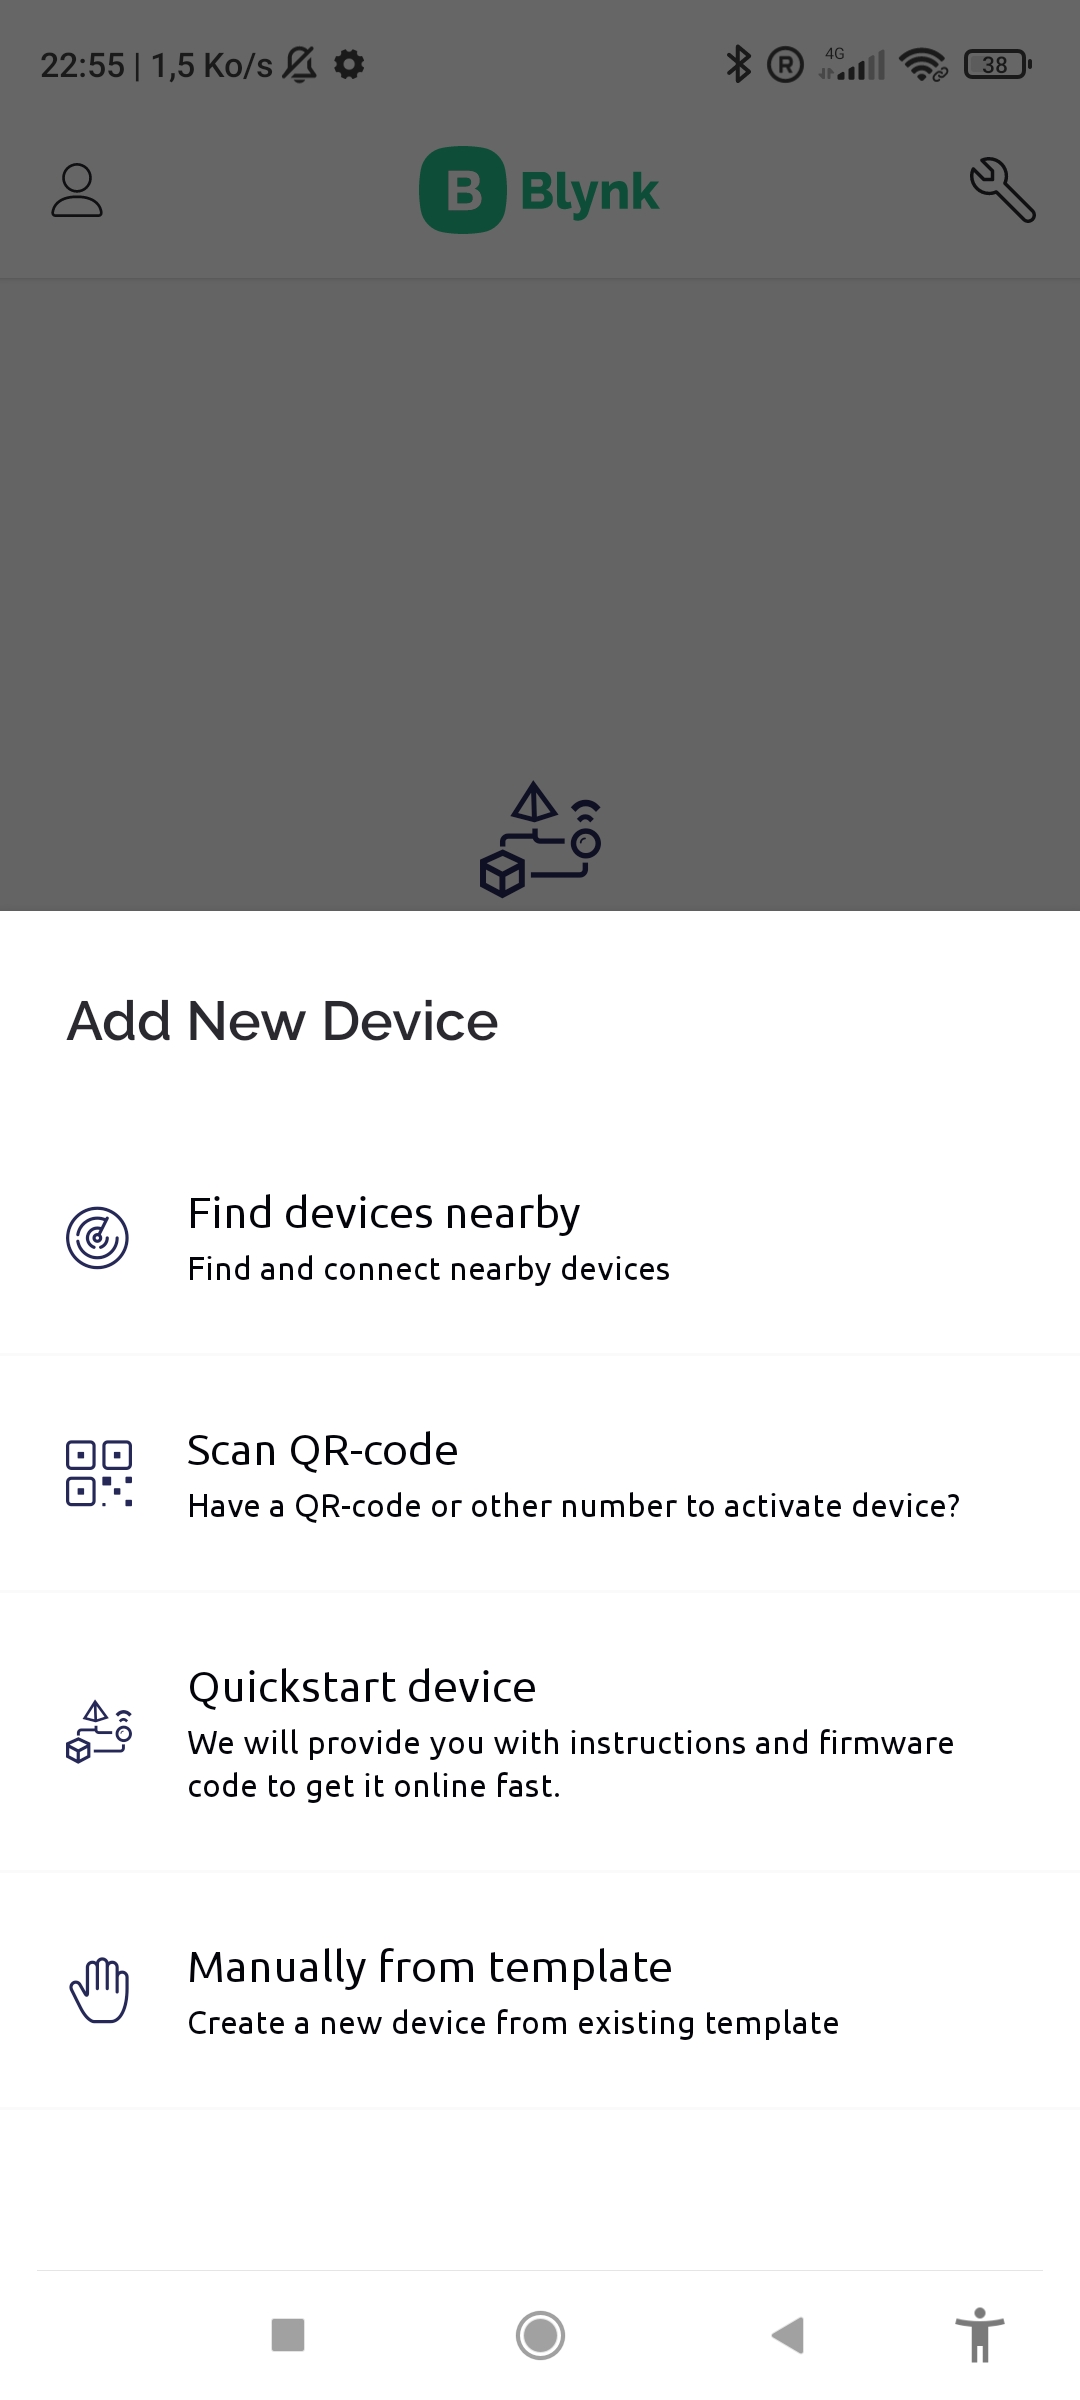 22:55 | 1,5 Ko/s
R
4G
38
B Blynk
Add New Device
Find devices nearby
Find and connect nearby devices
Scan QR-code
Have a QR-code or other number to activate device?
Quickstart device
We will provide you with instructions and firmware
code to get it online fast.
Manually from template
Create a new device from existing template